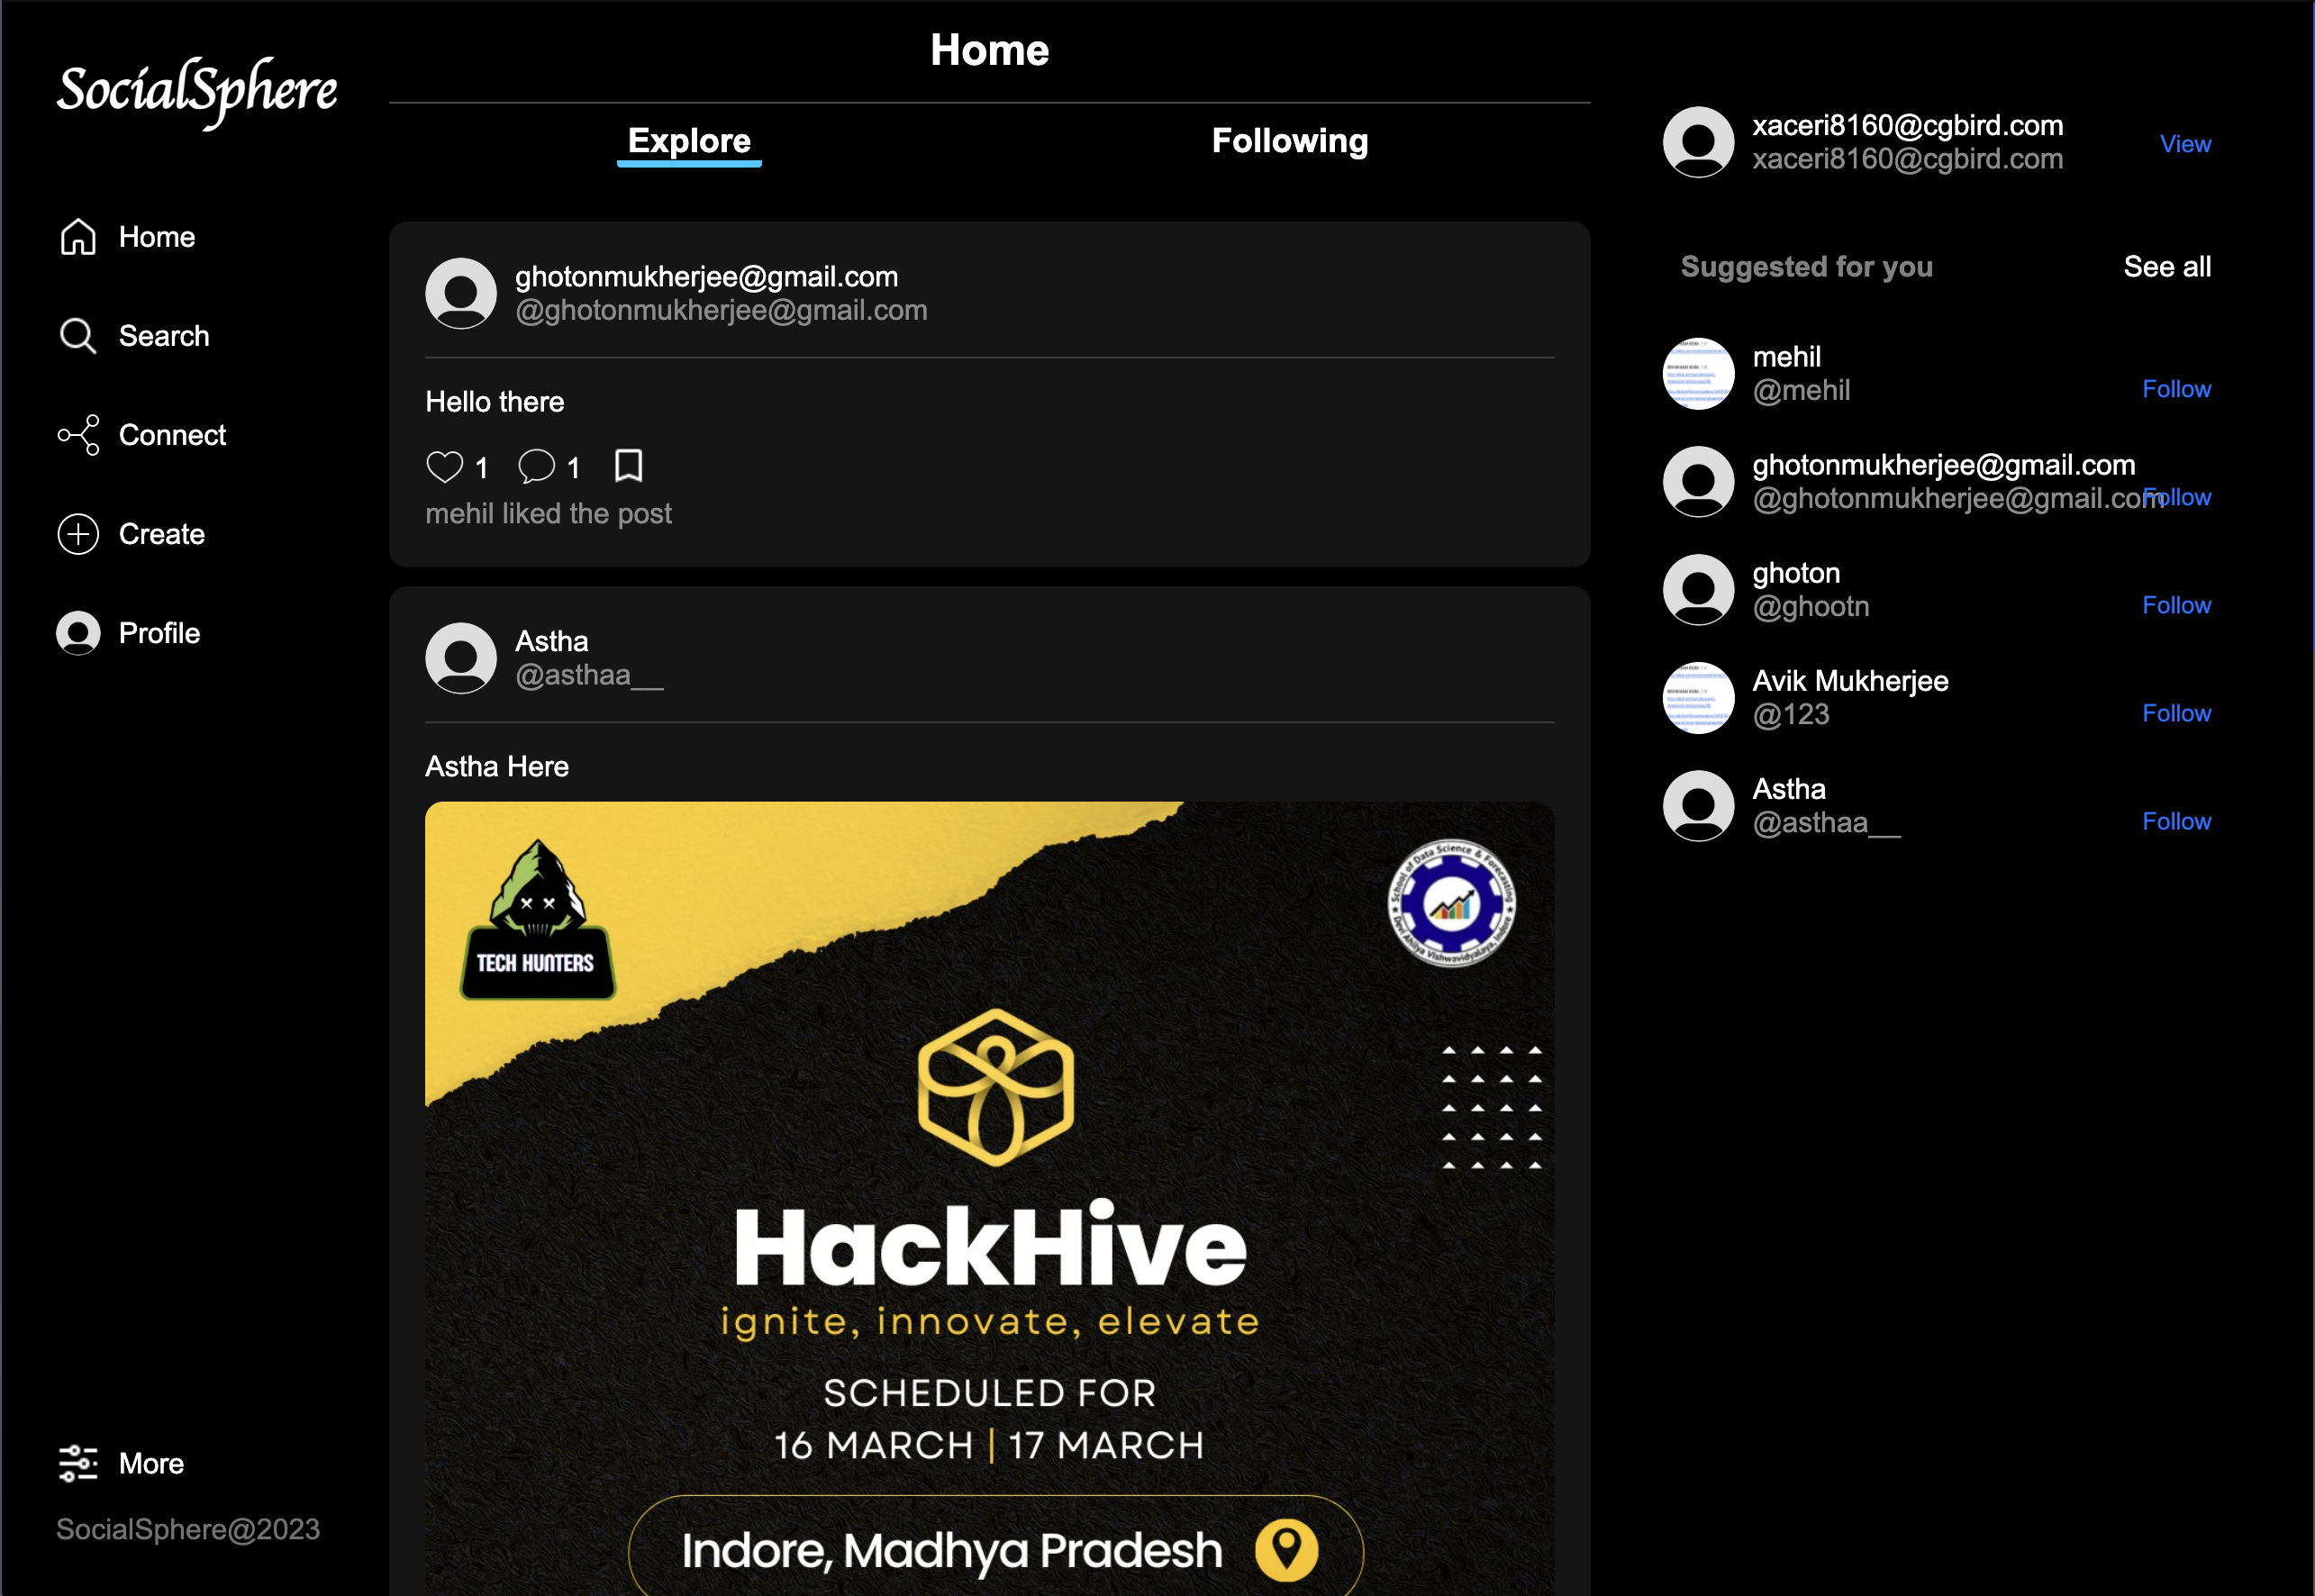 SocialSphere
Home
Search
Connect
Create
Profile
More
SocialSphere@2023
Home
Explore
Following
ghotonmukherjee@gmail.com
@ghotonmukherjee@gmail.com
Hello there
1 1
mehil liked the post
Astha
@asthaa__
Astha Here
TECH HUNTERS
School of Data Science & Forecasting
Devi Ahilya Vishwavidyalaya, Indore
HackHive
ignite, innovate, elevate
SCHEDULED FOR
16 MARCH | 17 MARCH
Indore, Madhya Pradesh
xaceri8160@cgbird.com
xaceri8160@cgbird.com
View
Suggested for you
See all
mehil
@mehil
Follow
ghotonmukherjee@gmail.com
@ghotonmukherjee@gmail.com
Follow
ghoton
@ghootn
Follow
Avik Mukherjee
@123
Follow
Astha
@asthaa__
Follow